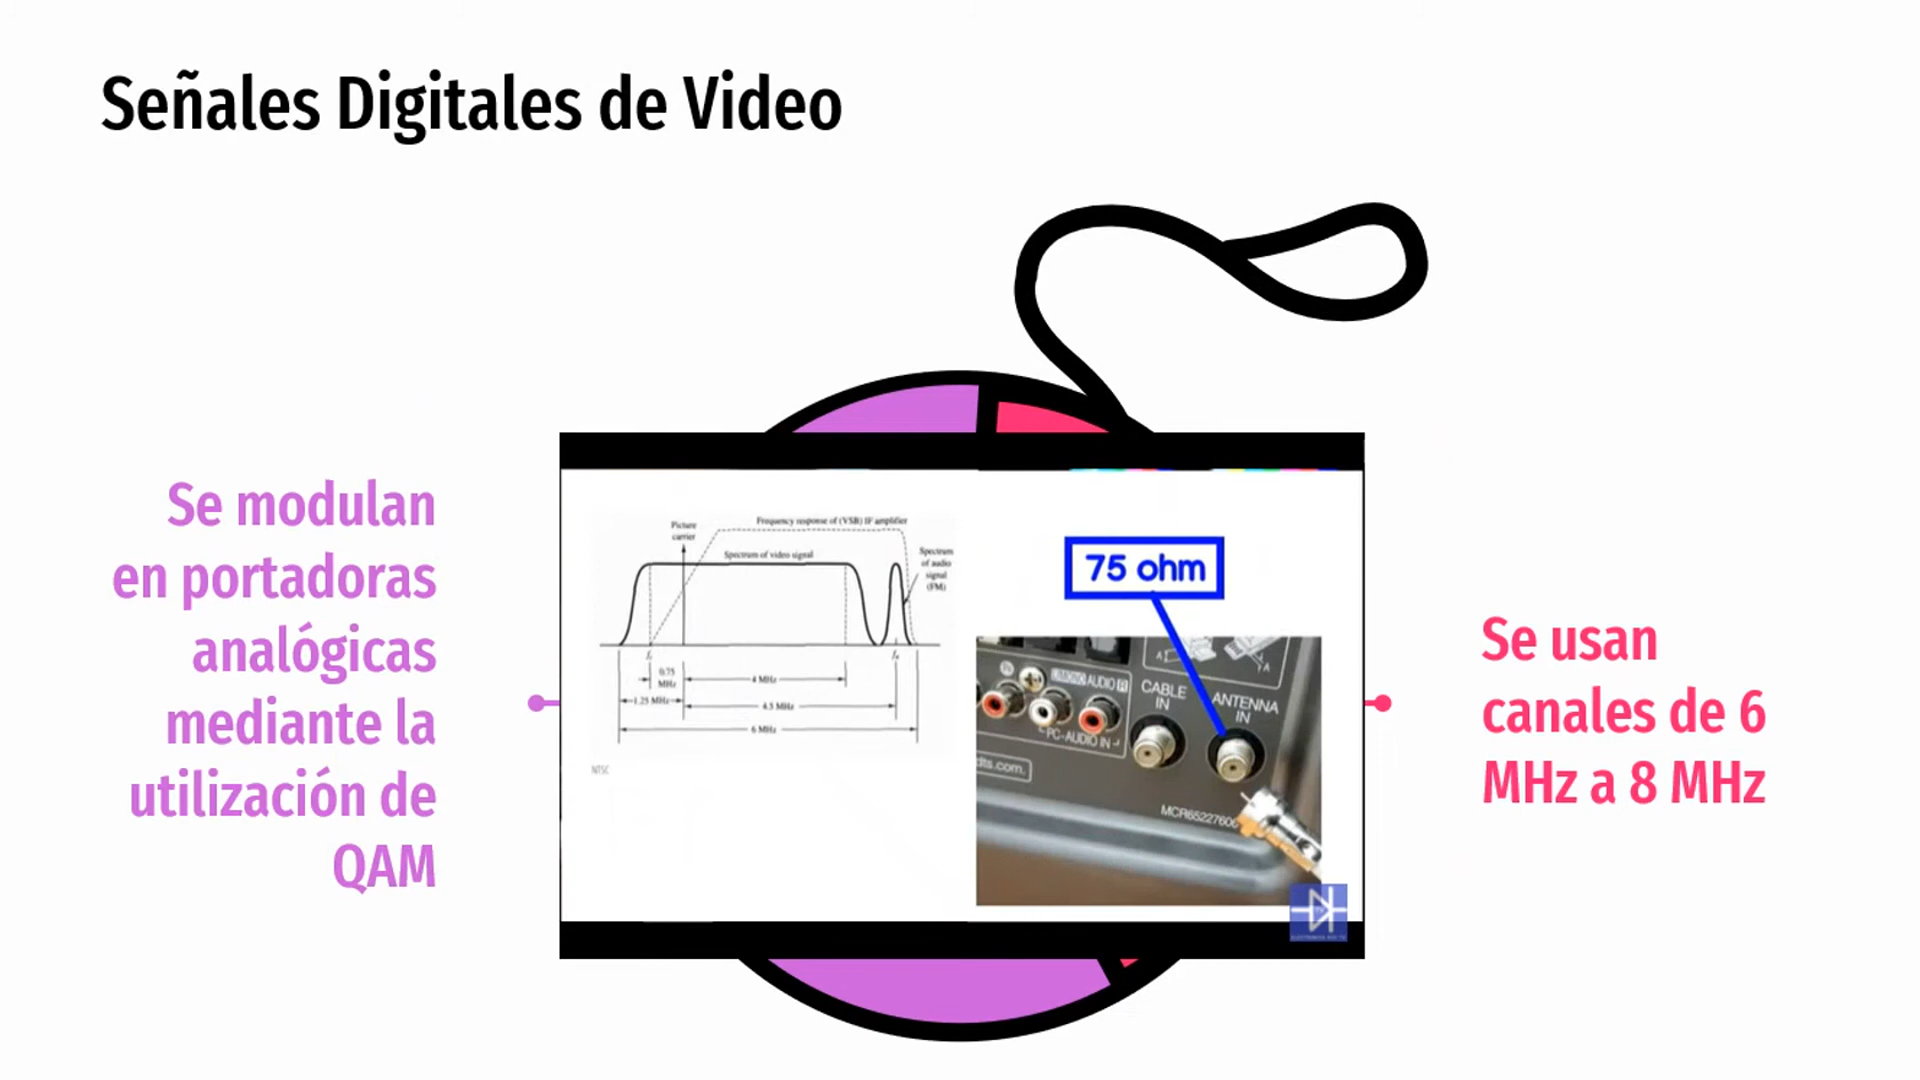 Señales Digitales de Video
Se modulan
en portadoras
analógicas
mediante la
utilización de
QAM
Picture
carrier
Frequency response of (VSB) IF amplifier
Spectrum of video signal
Spectrum
of audio
signal
(FM)
0.75
MHz
4 MHz
1.25 MHz
4.5 MHz
6 MHz
NTSC
75 ohm
A
A
L/MONO AUDIO R
CABLE
IN
ANTENNA
IN
PC-AUDIO IN
dts.com.
Se usan
canales de 6
MHz a 8 MHz